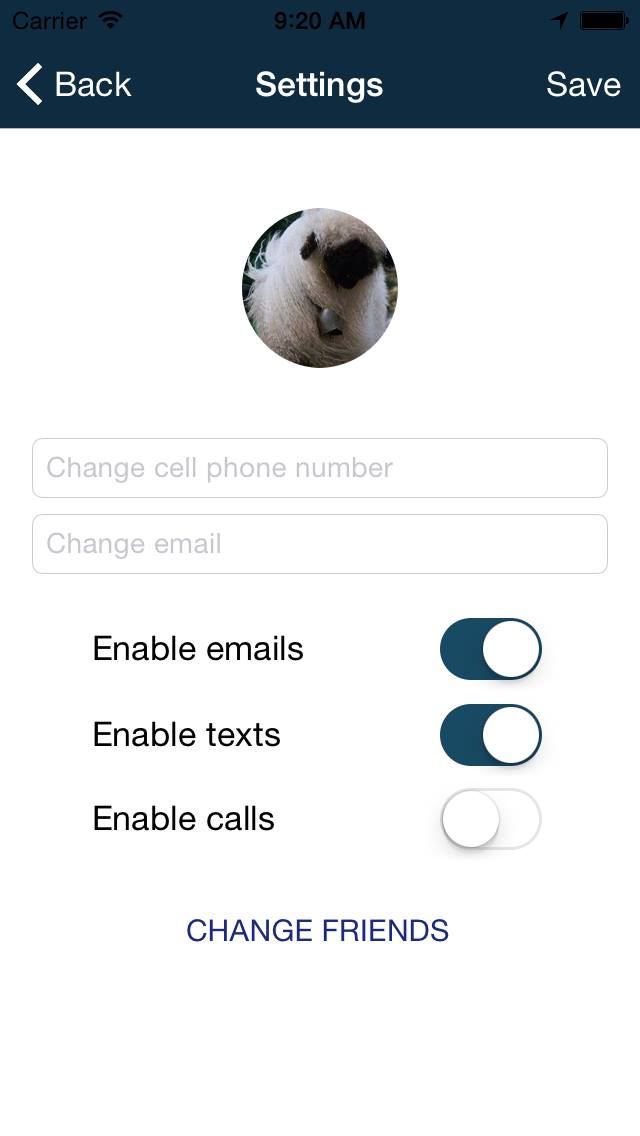 Carrier 9:20 AM
Back Settings Save
Change cell phone number
Change email
Enable emails
Enable texts
Enable calls
CHANGE FRIENDS